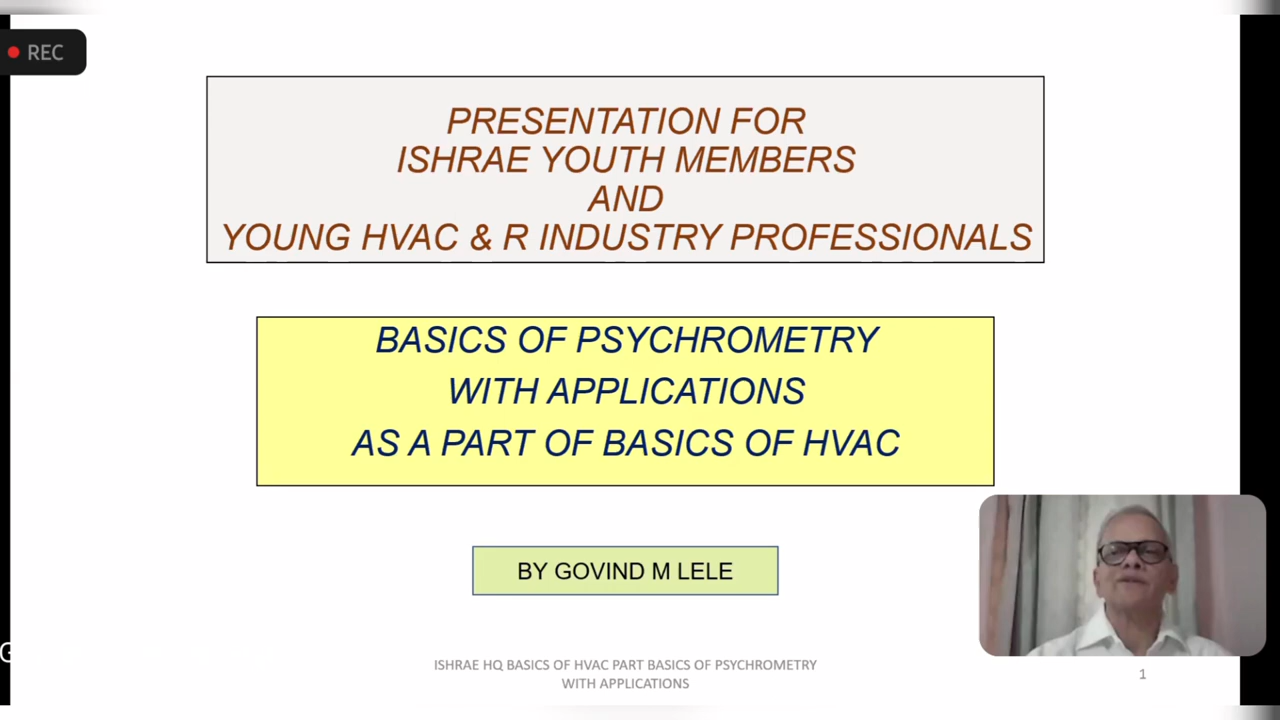 REC
PRESENTATION FOR
ISHRAE YOUTH MEMBERS
AND
YOUNG HVAC & R INDUSTRY PROFESSIONALS
BASICS OF PSYCHROMETRY
WITH APPLICATIONS
AS A PART OF BASICS OF HVAC
BY GOVIND M LELE
ISHRAE HQ BASICS OF HVAC PART BASICS OF PSYCHROMETRY
WITH APPLICATIONS
1